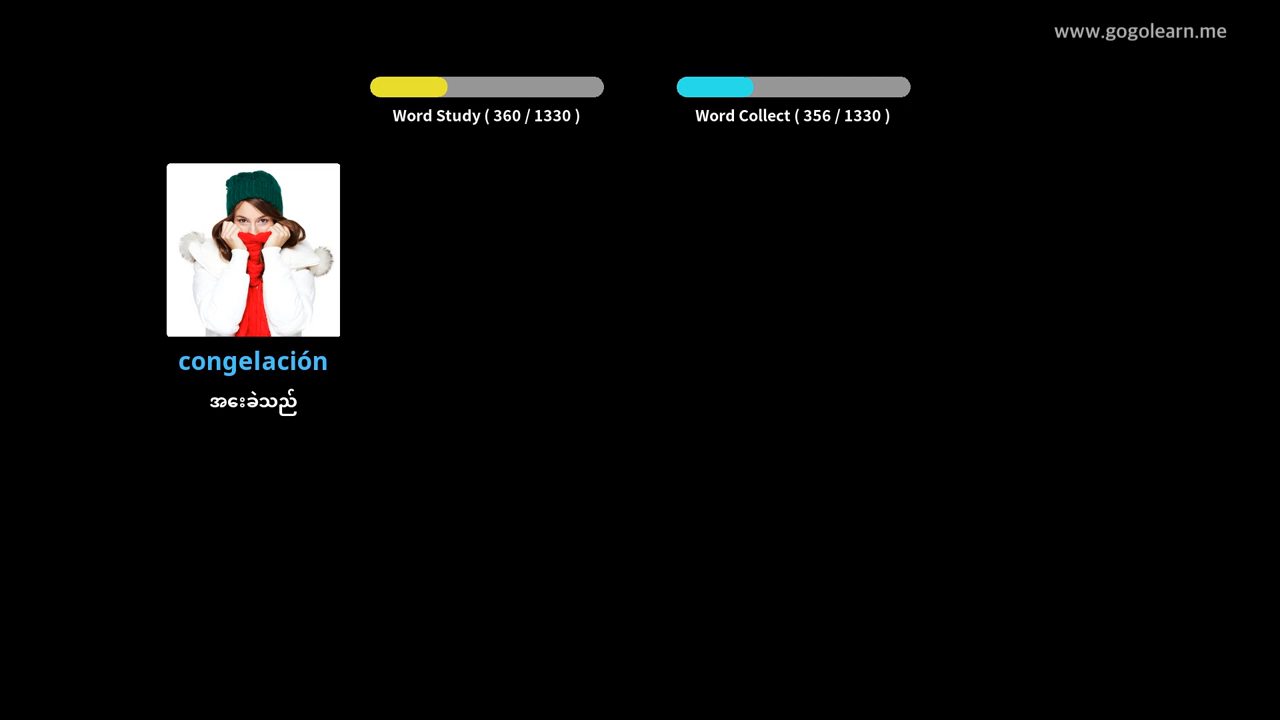 www.gogolearn.me
Word Study ( 360 / 1330 )
Word Collect ( 356 / 1330 )
congelación
အေးခဲသည်